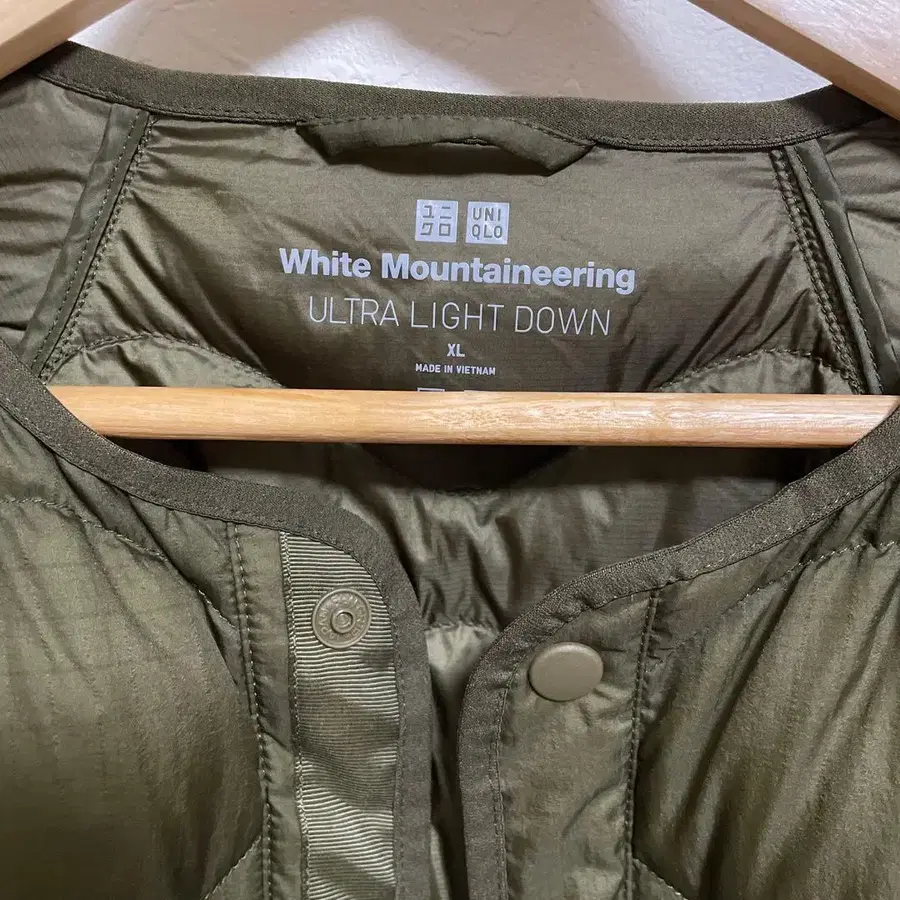 ユニ UNI
クロ QLO
White Mountaineering
ULTRA LIGHT DOWN
XL
MADE IN VIETNAM